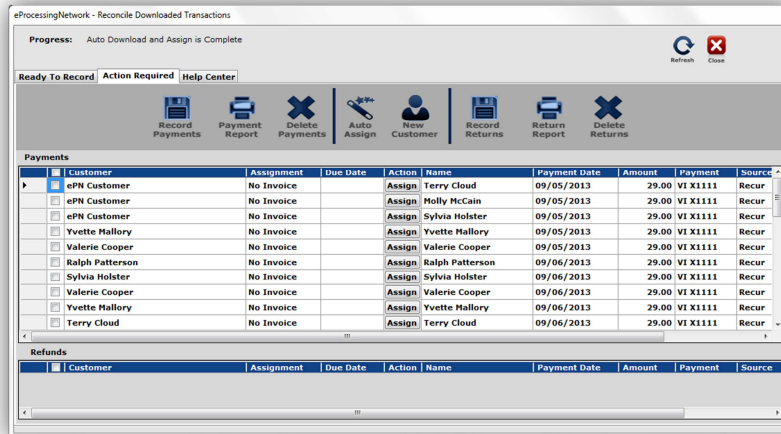 eProcessingNetwork - Reconcile Downloaded Transactions
Progress: Auto Download and Assign is Complete
Refresh Close
Ready To Record Action Required Help Center
Record Payments Payment Report Delete Payments Auto Assign New Customer Record Returns Return Report Delete Returns
Payments
Customer Assignment Due Date Action Name Payment Date Amount Payment Source
ePN Customer No Invoice Assign Terry Cloud 09/05/2013 29.00 VI X1111 Recur
ePN Customer No Invoice Assign Molly McCain 09/05/2013 29.00 VI X1111 Recur
ePN Customer No Invoice Assign Sylvia Holster 09/05/2013 29.00 VI X1111 Recur
Yvette Mallory No Invoice Assign Yvette Mallory 09/05/2013 29.00 VI X1111 Recur
Valerie Cooper No Invoice Assign Valerie Cooper 09/05/2013 29.00 VI X1111 Recur
Ralph Patterson No Invoice Assign Ralph Patterson 09/06/2013 29.00 VI X1111 Recur
Sylvia Holster No Invoice Assign Sylvia Holster 09/06/2013 29.00 VI X1111 Recur
Valerie Cooper No Invoice Assign Valerie Cooper 09/06/2013 29.00 VI X1111 Recur
Yvette Mallory No Invoice Assign Yvette Mallory 09/06/2013 29.00 VI X1111 Recur
Terry Cloud No Invoice Assign Terry Cloud 09/06/2013 29.00 VI X1111 Recur
Refunds
Customer Assignment Due Date Action Name Payment Date Amount Payment Source